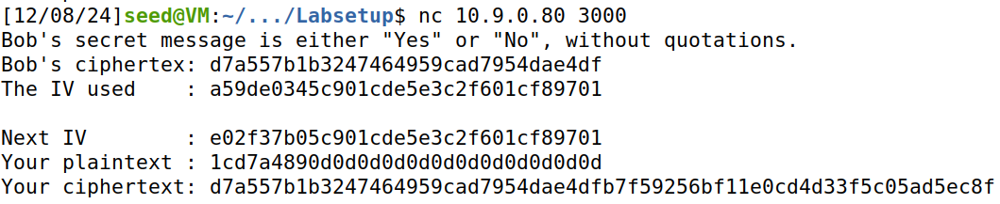 [12/08/24]seed@VM:~/.../Labsetup$ nc 10.9.0.80 3000
Bob's secret message is either "Yes" or "No", without quotations.
Bob's ciphertex: d7a557b1b3247464959cad7954dae4df
The IV used    : a59de0345c901cde5e3c2f601cf89701

Next IV        : e02f37b05c901cde5e3c2f601cf89701
Your plaintext : 1cd7a4890d0d0d0d0d0d0d0d0d0d0d0d
Your ciphertext: d7a557b1b3247464959cad7954dae4dfb7f59256bf11e0cd4d33f5c05ad5ec8f